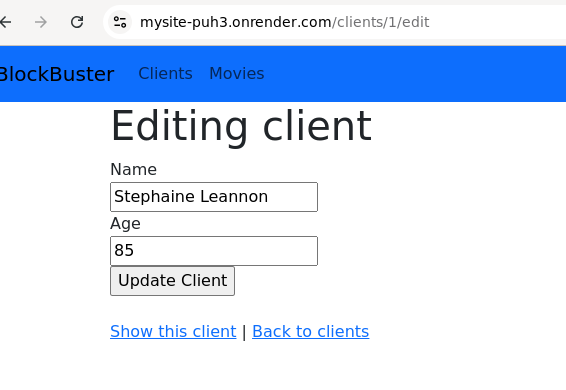 mysite-puh3.onrender.com/clients/1/edit
BlockBuster Clients Movies
Editing client
Name
Stephaine Leannon
Age
85
Update Client
Show this client | Back to clients